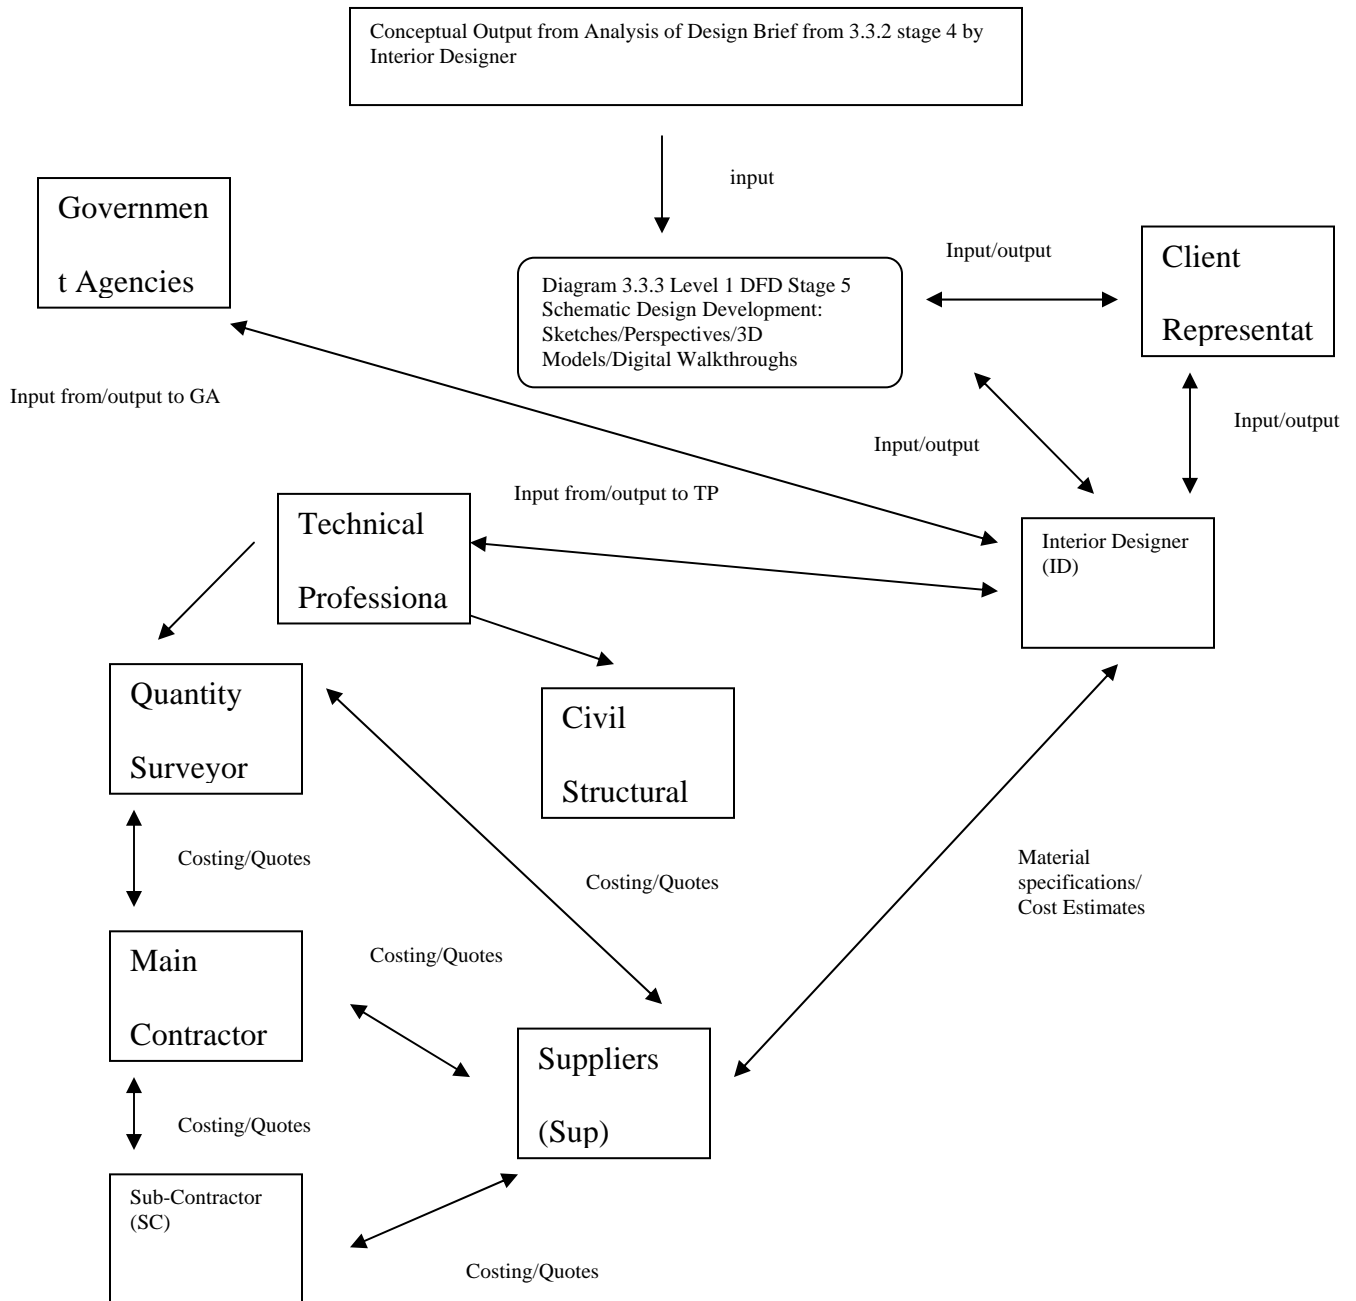 Conceptual Output from Analysis of Design Brief from 3.3.2 stage 4 by
Interior Designer
input
Governmen
t Agencies
Input/output
Client
Representat
Diagram 3.3.3 Level 1 DFD Stage 5
Schematic Design Development:
Sketches/Perspectives/3D
Models/Digital Walkthroughs
Input from/output to GA
Input/output
Input/output
Input from/output to TP
Technical
Professiona
Interior Designer
(ID)
Quantity
Surveyor
Civil
Structural
Costing/Quotes
Costing/Quotes
Material
specifications/
Cost Estimates
Main
Contractor
Costing/Quotes
Suppliers
(Sup)
Costing/Quotes
Sub-Contractor
(SC)
Costing/Quotes